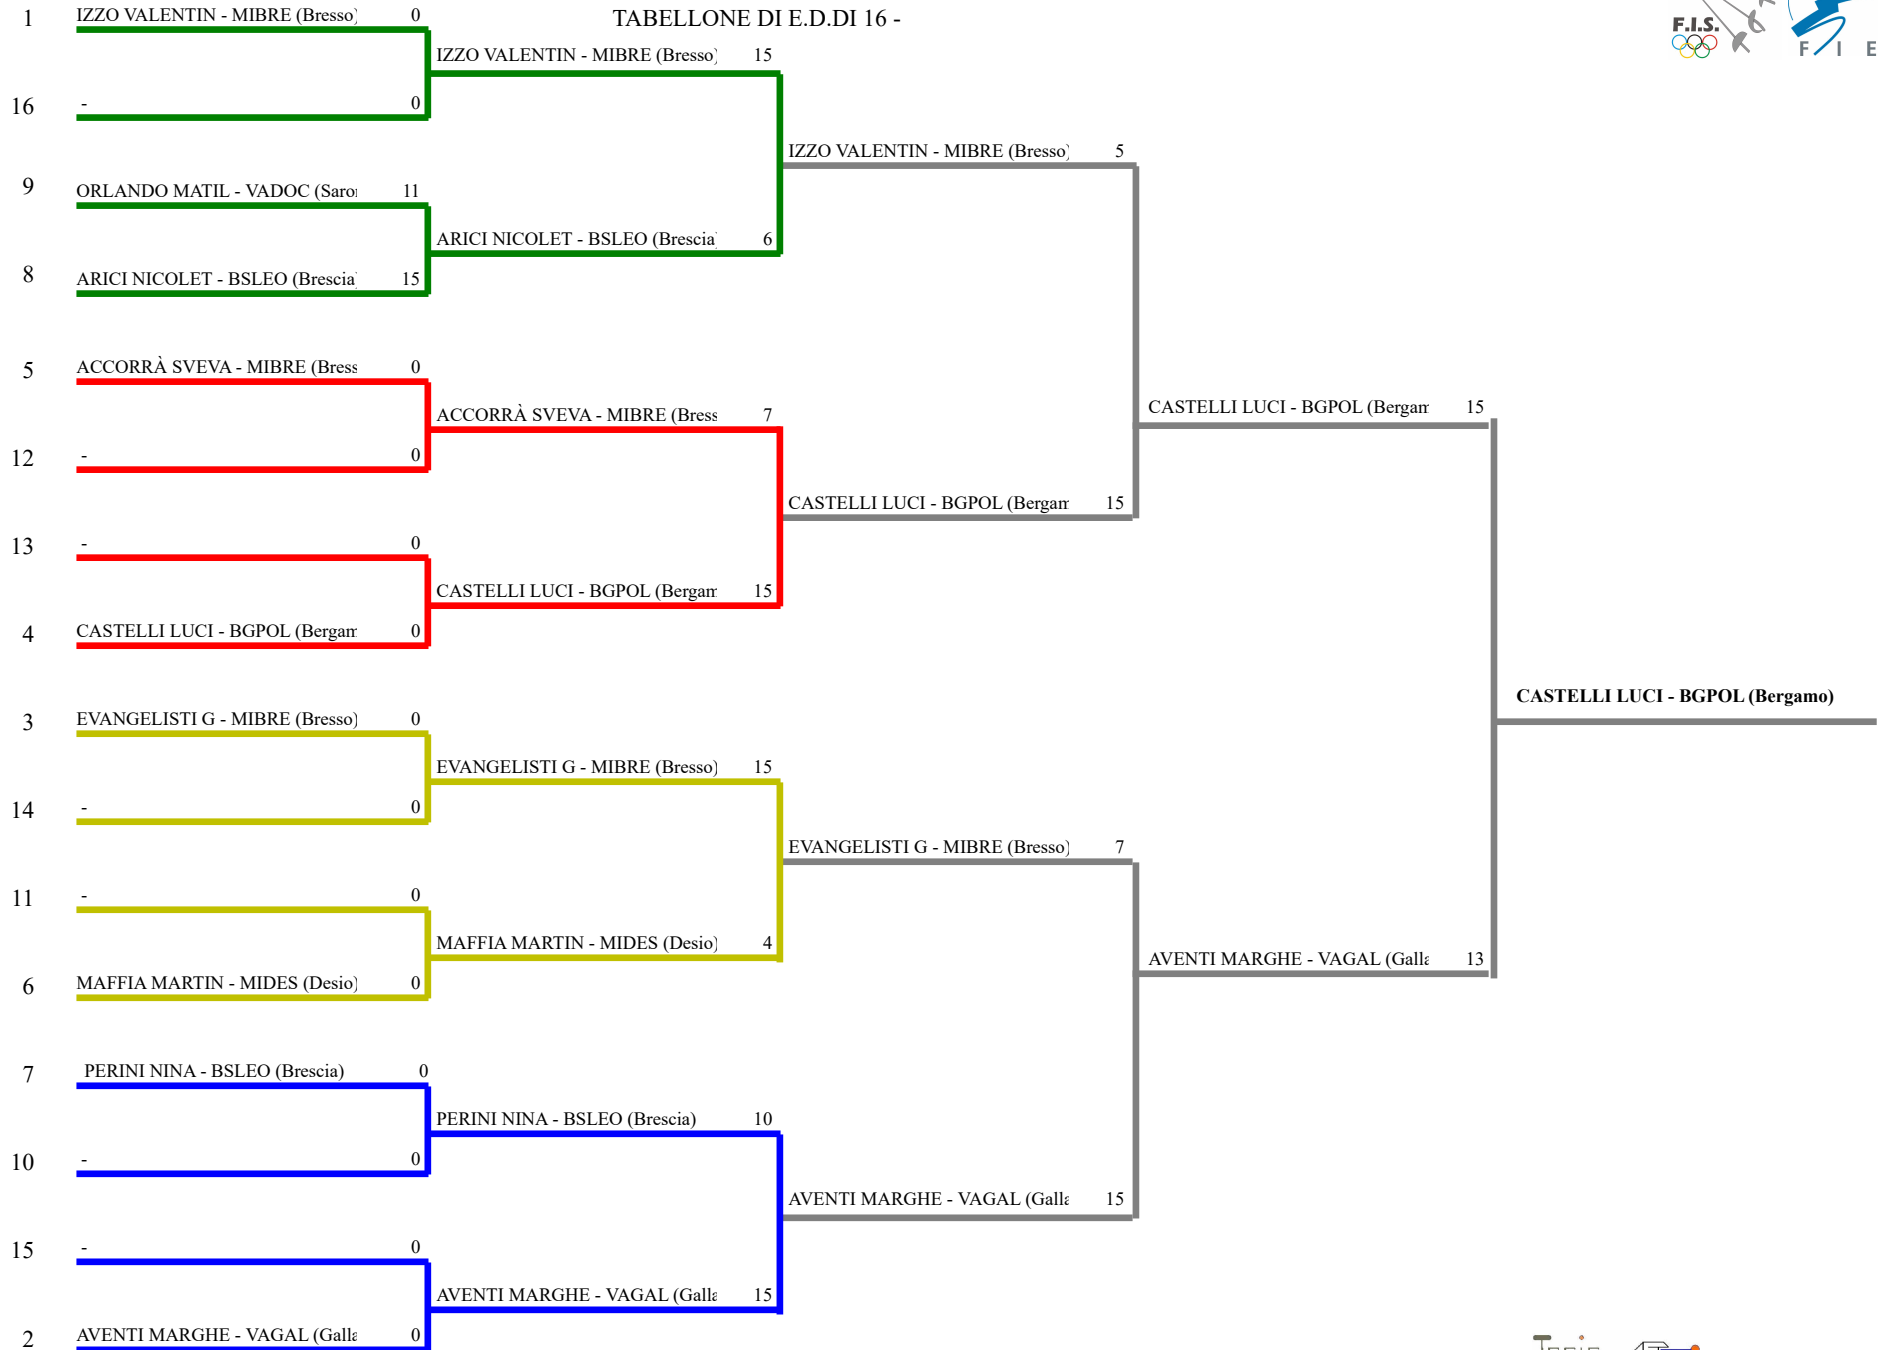 TABELLONE DI E.D.DI 16 -
F.I.S.
F I E
1 IZZO VALENTIN - MIBRE (Bresso) 0
IZZO VALENTIN - MIBRE (Bresso) 15
16 - 0
IZZO VALENTIN - MIBRE (Bresso) 5
9 ORLANDO MATIL - VADOC (Saro 11
ARICI NICOLET - BSLEO (Brescia 6
8 ARICI NICOLET - BSLEO (Brescia 15
5 ACCORRÀ SVEVA - MIBRE (Bress 0
ACCORRÀ SVEVA - MIBRE (Bress 7
CASTELLI LUCI - BGPOL (Bergam 15
12 - 0
CASTELLI LUCI - BGPOL (Bergam 15
13 - 0
CASTELLI LUCI - BGPOL (Bergam 15
4 CASTELLI LUCI - BGPOL (Bergam 0
CASTELLI LUCI - BGPOL (Bergamo)
3 EVANGELISTI G - MIBRE (Bresso) 0
EVANGELISTI G - MIBRE (Bresso) 15
14 - 0
EVANGELISTI G - MIBRE (Bresso) 7
11 - 0
MAFFIA MARTIN - MIDES (Desio) 4
AVENTI MARGHE - VAGAL (Galla 13
6 MAFFIA MARTIN - MIDES (Desio) 0
7 PERINI NINA - BSLEO (Brescia) 0
PERINI NINA - BSLEO (Brescia) 10
10 - 0
AVENTI MARGHE - VAGAL (Galla 15
15 - 0
AVENTI MARGHE - VAGAL (Galla 15
2 AVENTI MARGHE - VAGAL (Galla 0